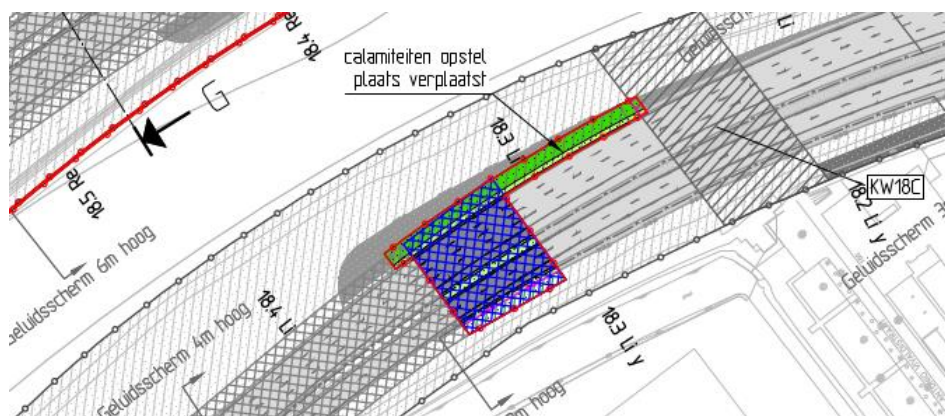 18.4 Re
calamiteiten opstel
plaats verplaatst
18.3 Li
Li
G
18.5 Re
KW18C
18.2 Li y
Geluidsscherm 6m hoog
18.4 Li
Geluidsscherm 4m hoog
18.3 Li y
Geluidsscherm
m hoog